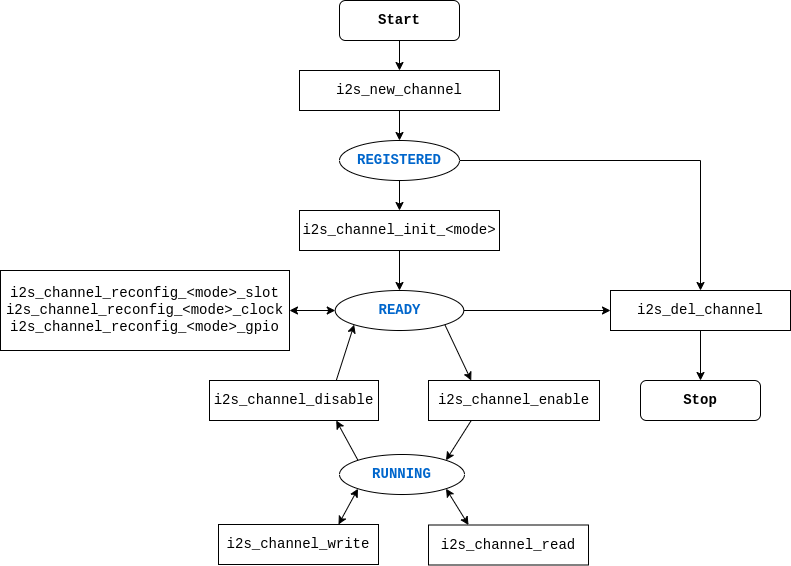 Start
i2s_new_channel
REGISTERED
i2s_channel_init_<mode>
i2s_channel_reconfig_<mode>_slot
i2s_channel_reconfig_<mode>_clock
i2s_channel_reconfig_<mode>_gpio
READY
i2s_del_channel
i2s_channel_disable
i2s_channel_enable
Stop
RUNNING
i2s_channel_write
i2s_channel_read